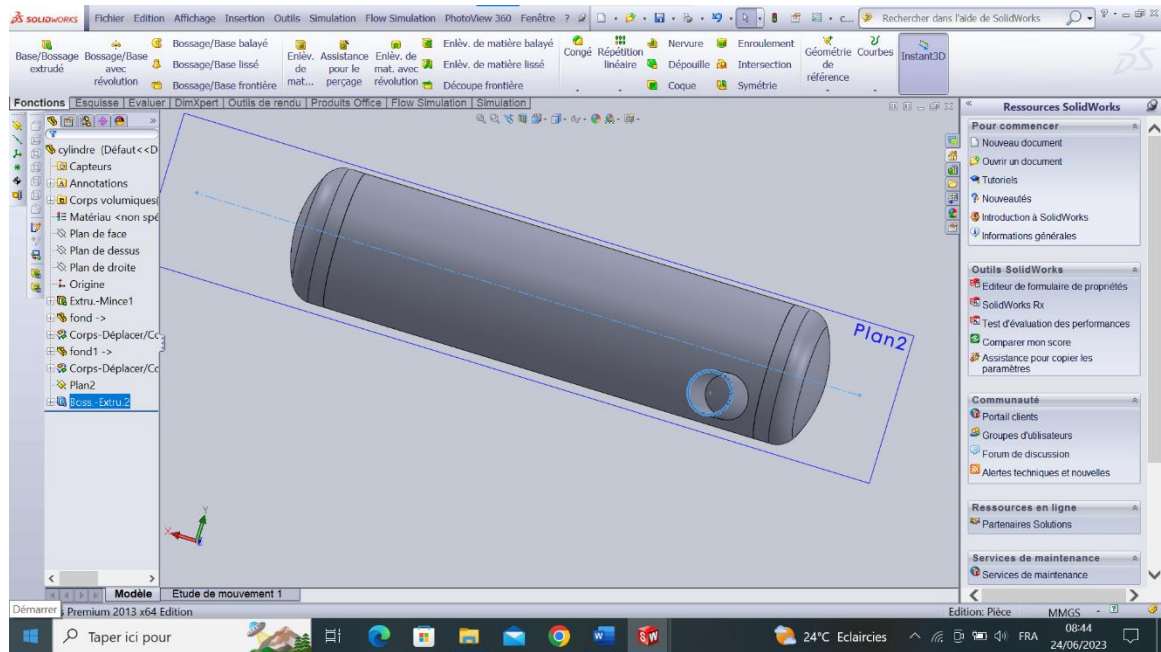 SOLIDWORKS Fichier Edition Affichage Insertion Outils Simulation Flow Simulation PhotoView 360 Fenêtre ? c... Rechercher dans l'aide de SolidWorks
Base/Bossage extrudé
Bossage/Base avec révolution
Bossage/Base balayé
Bossage/Base lissé
Bossage/Base frontière
Enlèv. de mat...
Assistance pour le perçage
Enlèv. de mat. avec révolution
Enlèv. de matière balayé
Enlèv. de matière lissé
Découpe frontière
Congé
Répétition linéaire
Nervure
Dépouille
Coque
Enroulement
Intersection
Symétrie
Géométrie de référence
Courbes
Instant3D
Fonctions Esquisse Evaluer DimXpert Outils de rendu Produits Office Flow Simulation Simulation
cylindre (Défaut<<D
Capteurs
Annotations
Corps volumiques(
Matériau <non spé
Plan de face
Plan de dessus
Plan de droite
Origine
Extru.-Mince1
fond ->
Corps-Déplacer/Cc
fond1 ->
Corps-Déplacer/Cc
Plan2
Boss.-Extru.2
Plan2
Y
X
Ressources SolidWorks
Pour commencer
Nouveau document
Ouvrir un document
Tutoriels
Nouveautés
Introduction à SolidWorks
Informations générales
Outils SolidWorks
Editeur de formulaire de propriétés
SolidWorks Rx
Test d'évaluation des performances
Comparer mon score
Assistance pour copier les
paramètres
Communauté
Portail clients
Groupes d'utilisateurs
Forum de discussion
Alertes techniques et nouvelles
Ressources en ligne
Partenaires Solutions
Services de maintenance
Services de maintenance
Modèle Etude de mouvement 1
Démarrer Premium 2013 x64 Edition Edition: Pièce MMGS
Taper ici pour 24°C Eclaircies FRA 08:44
24/06/2023